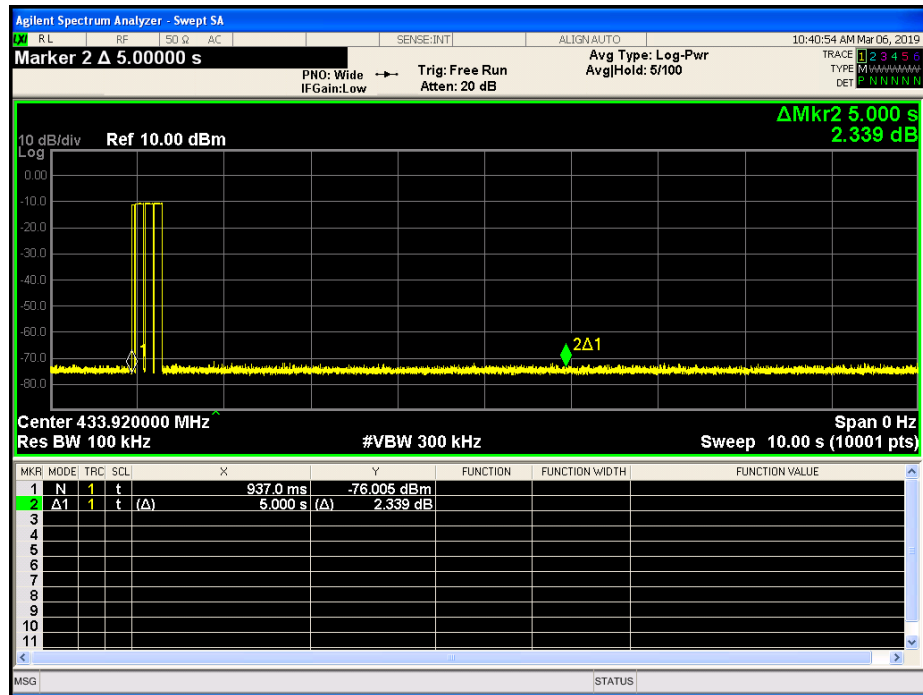 Agilent Spectrum Analyzer - Swept SA
LXI RL RF 50 Ω AC SENSE:INT ALIGN AUTO 10:40:54 AM Mar 06, 2019
Marker 2 Δ 5.00000 s
PNO: Wide
IFGain:Low
Trig: Free Run
Atten: 20 dB
Avg Type: Log-Pwr
Avg|Hold: 5/100
TRACE 1 2 3 4 5 6
TYPE M
DET P N N N N N
ΔMkr2 5.000 s
2.339 dB
10 dB/div Ref 10.00 dBm
Log
0.00
-10.0
-20.0
-30.0
-40.0
-50.0
-60.0
-70.0
-80.0
1
2Δ1
Center 433.920000 MHz Span 0 Hz
Res BW 100 kHz #VBW 300 kHz Sweep 10.00 s (10001 pts)
MKR MODE TRC SCL X Y FUNCTION FUNCTION WIDTH FUNCTION VALUE
1 N 1 t 937.0 ms -76.005 dBm
2 Δ1 1 t (Δ) 5.000 s (Δ) 2.339 dB
3
4
5
6
7
8
9
10
11
MSG STATUS